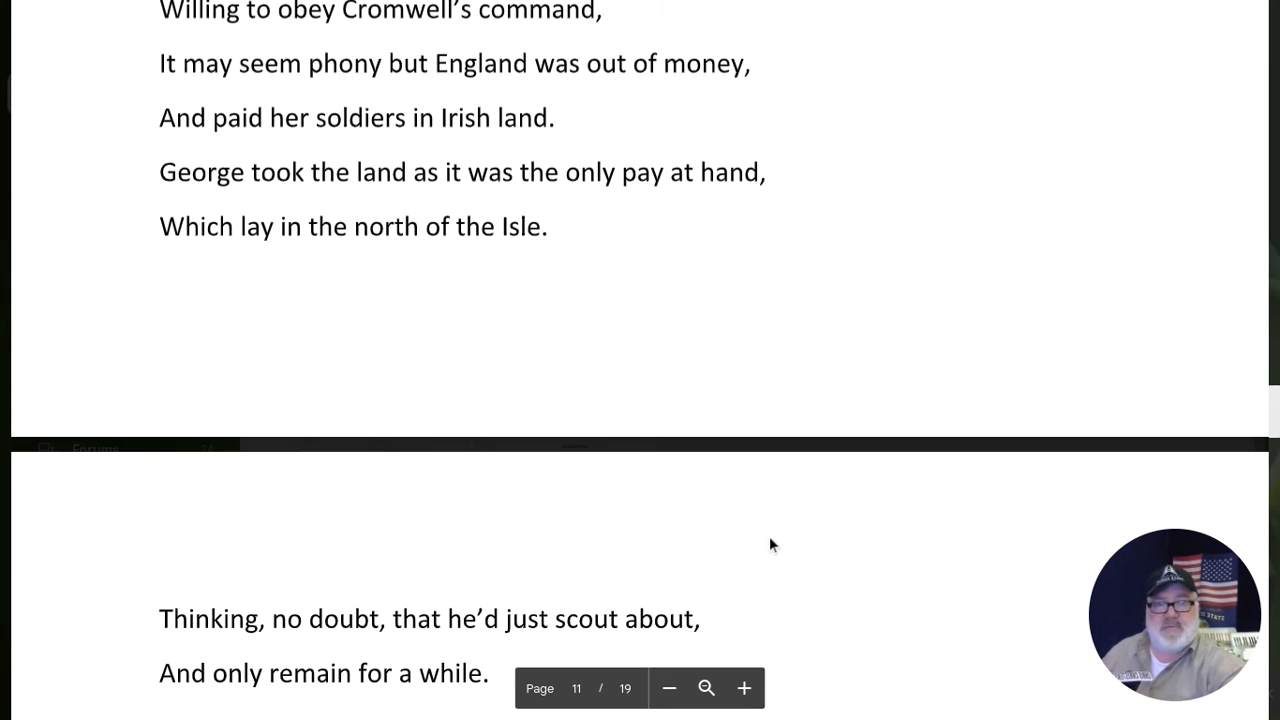 Willing to obey Cromwell’s command,
It may seem phony but England was out of money,
And paid her soldiers in Irish land.
George took the land as it was the only pay at hand,
Which lay in the north of the Isle.
Forums 24
Thinking, no doubt, that he’d just scout about,
And only remain for a while.
Page 11 / 19